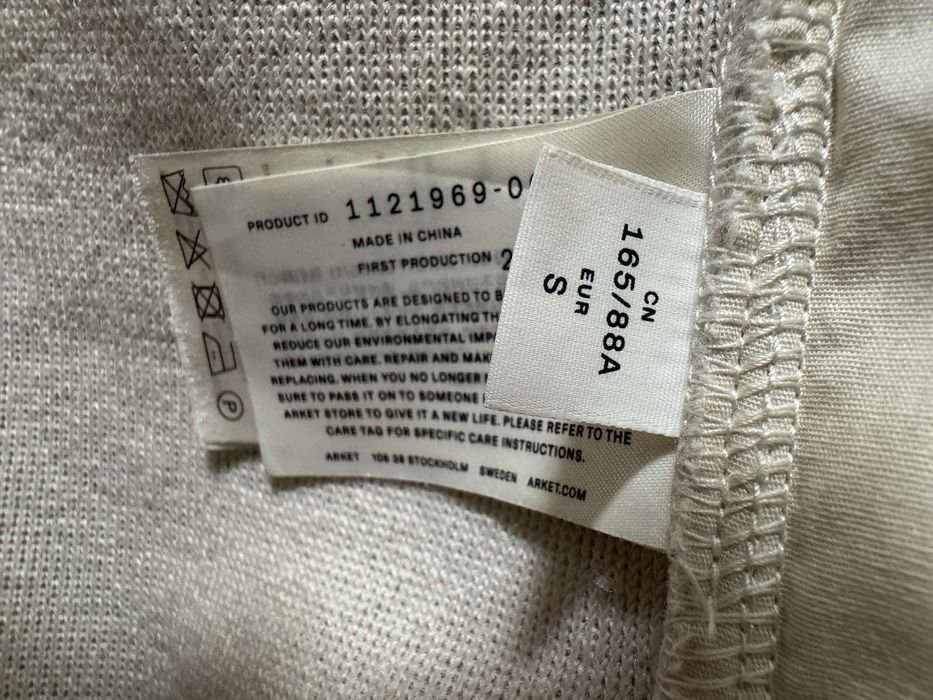 PRODUCT ID 1121969-0
MADE IN CHINA
FIRST PRODUCTION 2
OUR PRODUCTS ARE DESIGNED TO
FOR A LONG TIME. BY ELONGATING
REDUCE OUR ENVIRONMENTAL
THEM WITH CARE. REPAIR AND
REPLACING. WHEN YOU NO LONGER
SURE TO PASS IT ON TO SOMEONE
ARKET STORE TO GIVE IT A NEW LIFE. PLEASE REFER TO THE
CARE TAG FOR SPECIFIC CARE INSTRUCTIONS.
ARKET 106 38 STOCKHOLM SWEDEN ARKET.COM
CN
165/88A
EUR
S
P